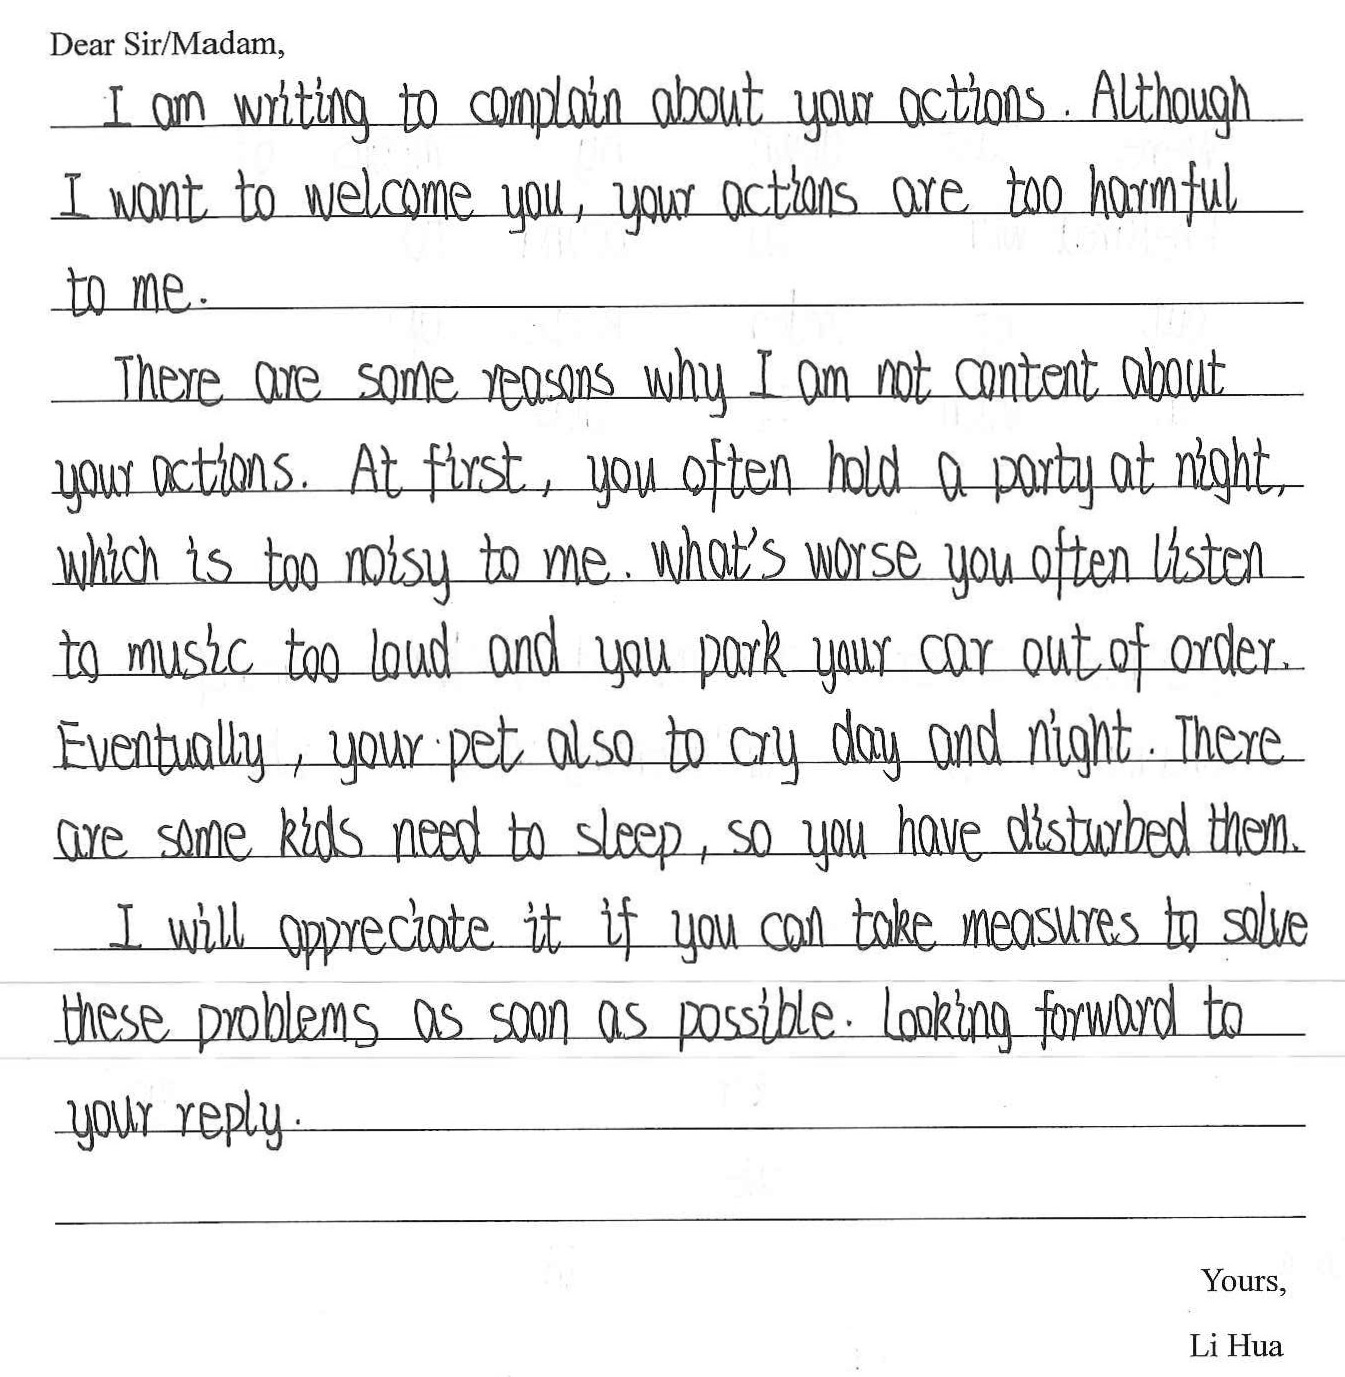 Dear Sir/Madam,
I am writing to complain about your actions. Although
I want to welcome you, your actions are too harmful
to me.
There are some reasons why I am not content about
your actions. At first, you often hold a party at night,
which is too noisy to me. what's worse you often listen
to music too loud and you park your car out of order.
Eventually, your pet also to cry day and night. There
are some kids need to sleep, so you have disturbed them.
I will appreciate it if you can take measures to solve
these problems as soon as possible. Looking forward to
your reply.
Yours,
Li Hua